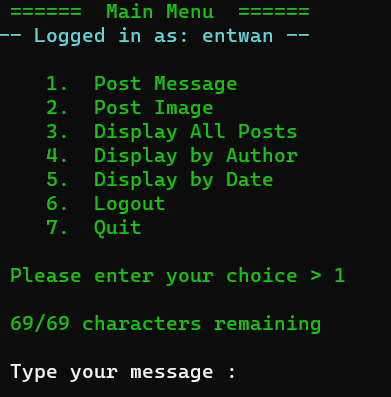 ======  Main Menu  ======
-- Logged in as: entwan --
1.  Post Message
2.  Post Image
3.  Display All Posts
4.  Display by Author
5.  Display by Date
6.  Logout
7.  Quit
Please enter your choice > 1
69/69 characters remaining
Type your message :